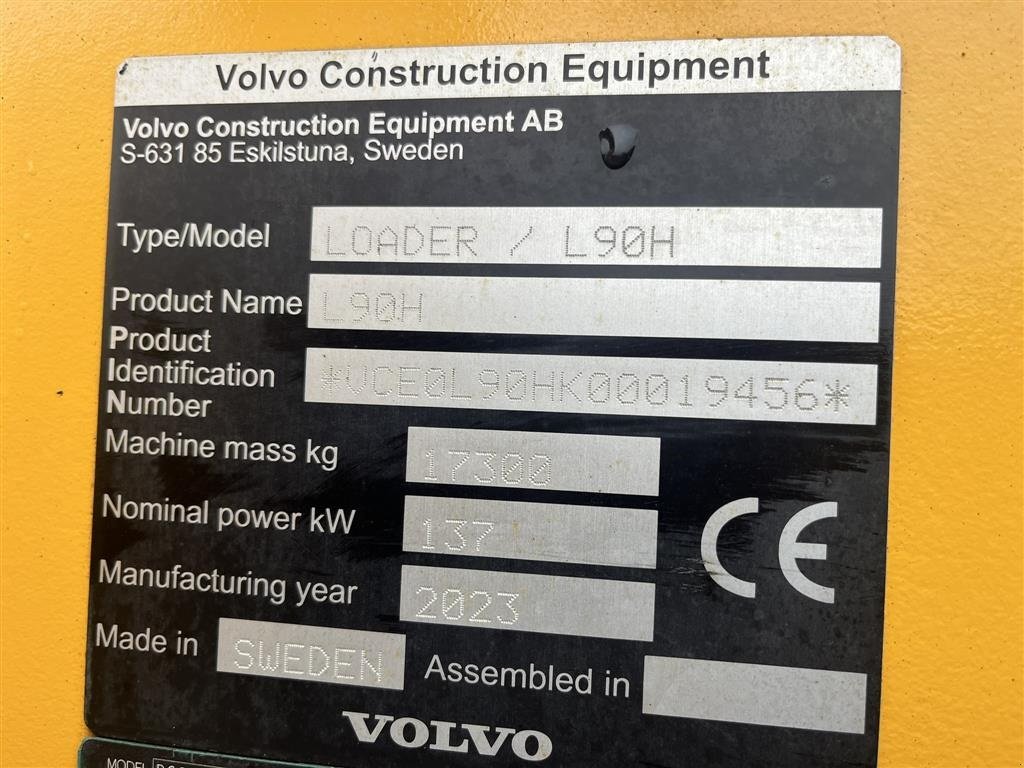 Volvo Construction Equipment
Volvo Construction Equipment AB
S-631 85 Eskilstuna, Sweden
Type/Model LOADER / L90H
Product Name L90H
Product
Identification *VCE0L90HK00019456*
Number
Machine mass kg 17300
Nominal power kW 137
Manufacturing year 2023
CE
Made in SWEDEN Assembled in
VOLVO
MODEL